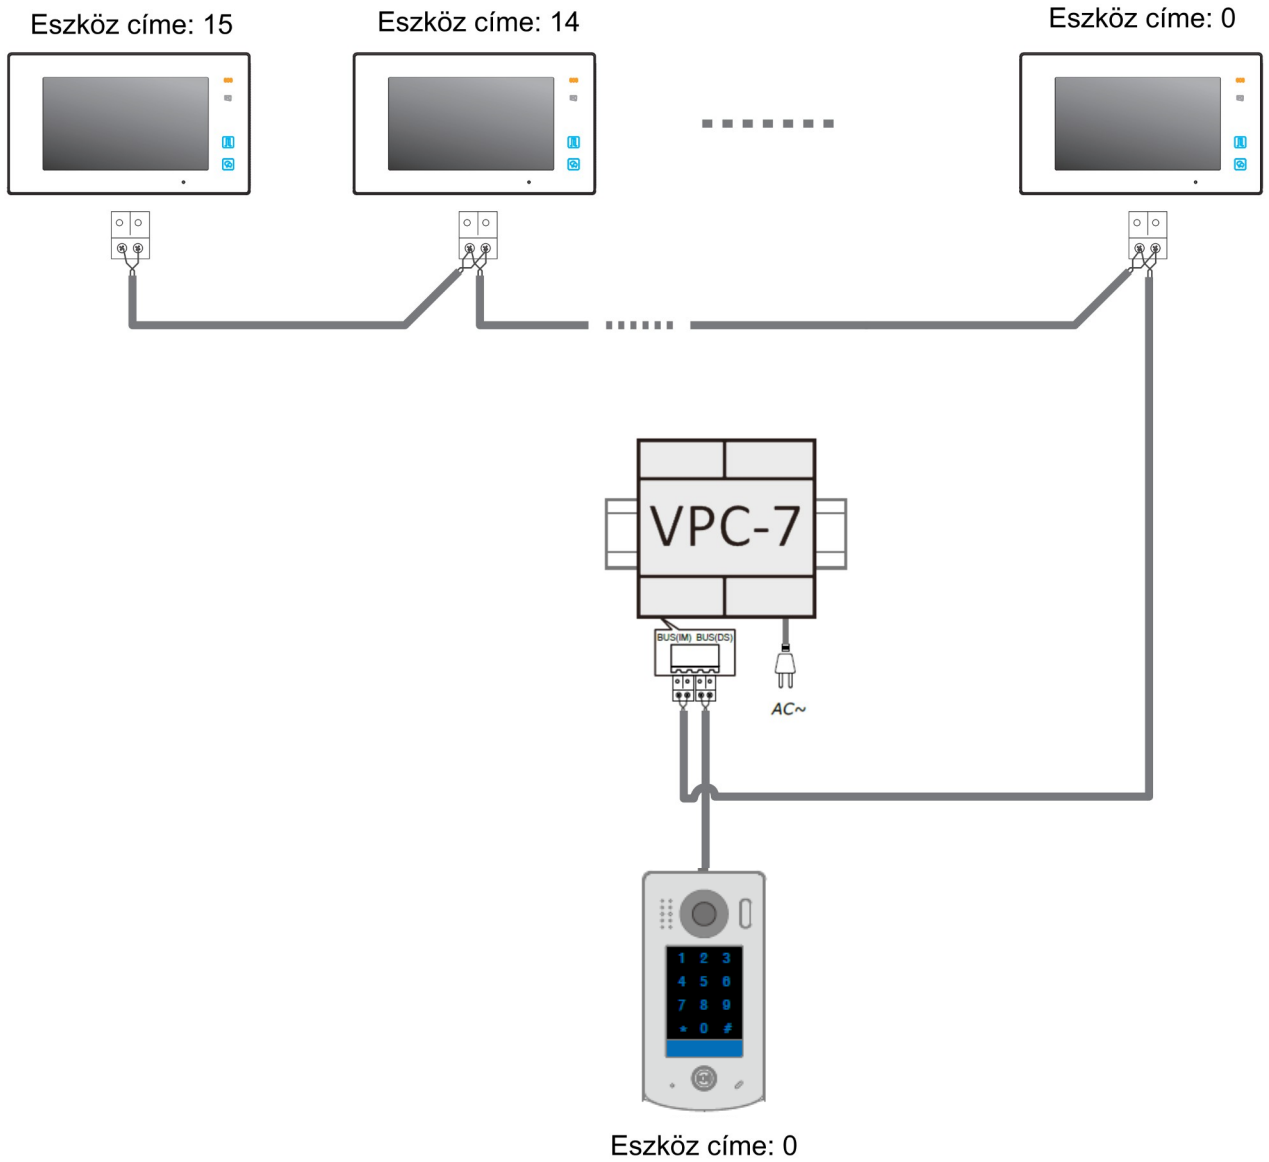 Eszköz címe: 15
Eszköz címe: 14
Eszköz címe: 0
VPC-7
BUS(IM) BUS(DS)
AC~
1 2 3
4 5 6
7 8 9
* 0 #
Eszköz címe: 0